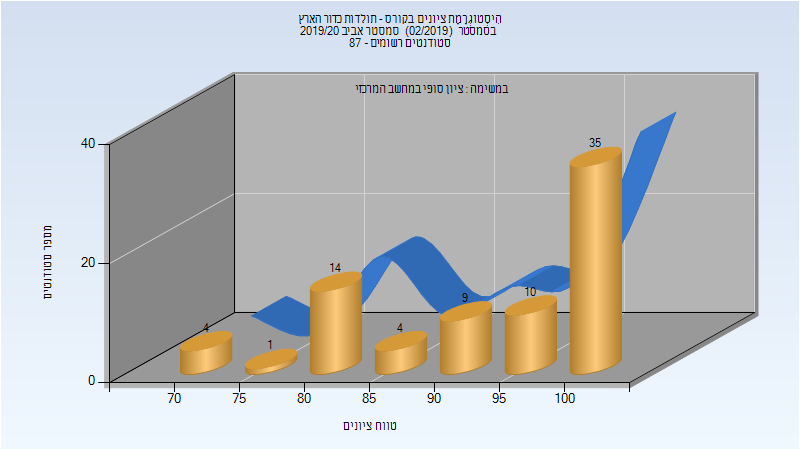 היסטוגרמת ציונים בקורס - תולדות כדור הארץ
בסמסטר (02/2019) סמסטר אביב 2019/20
סטודנטים רשומים - 87
במשימה : ציון סופי במחשב המרכזי
40
20
0
מספר סטודנטים
4
1
14
4
9
10
35
70
75
80
85
90
95
100
טווח ציונים